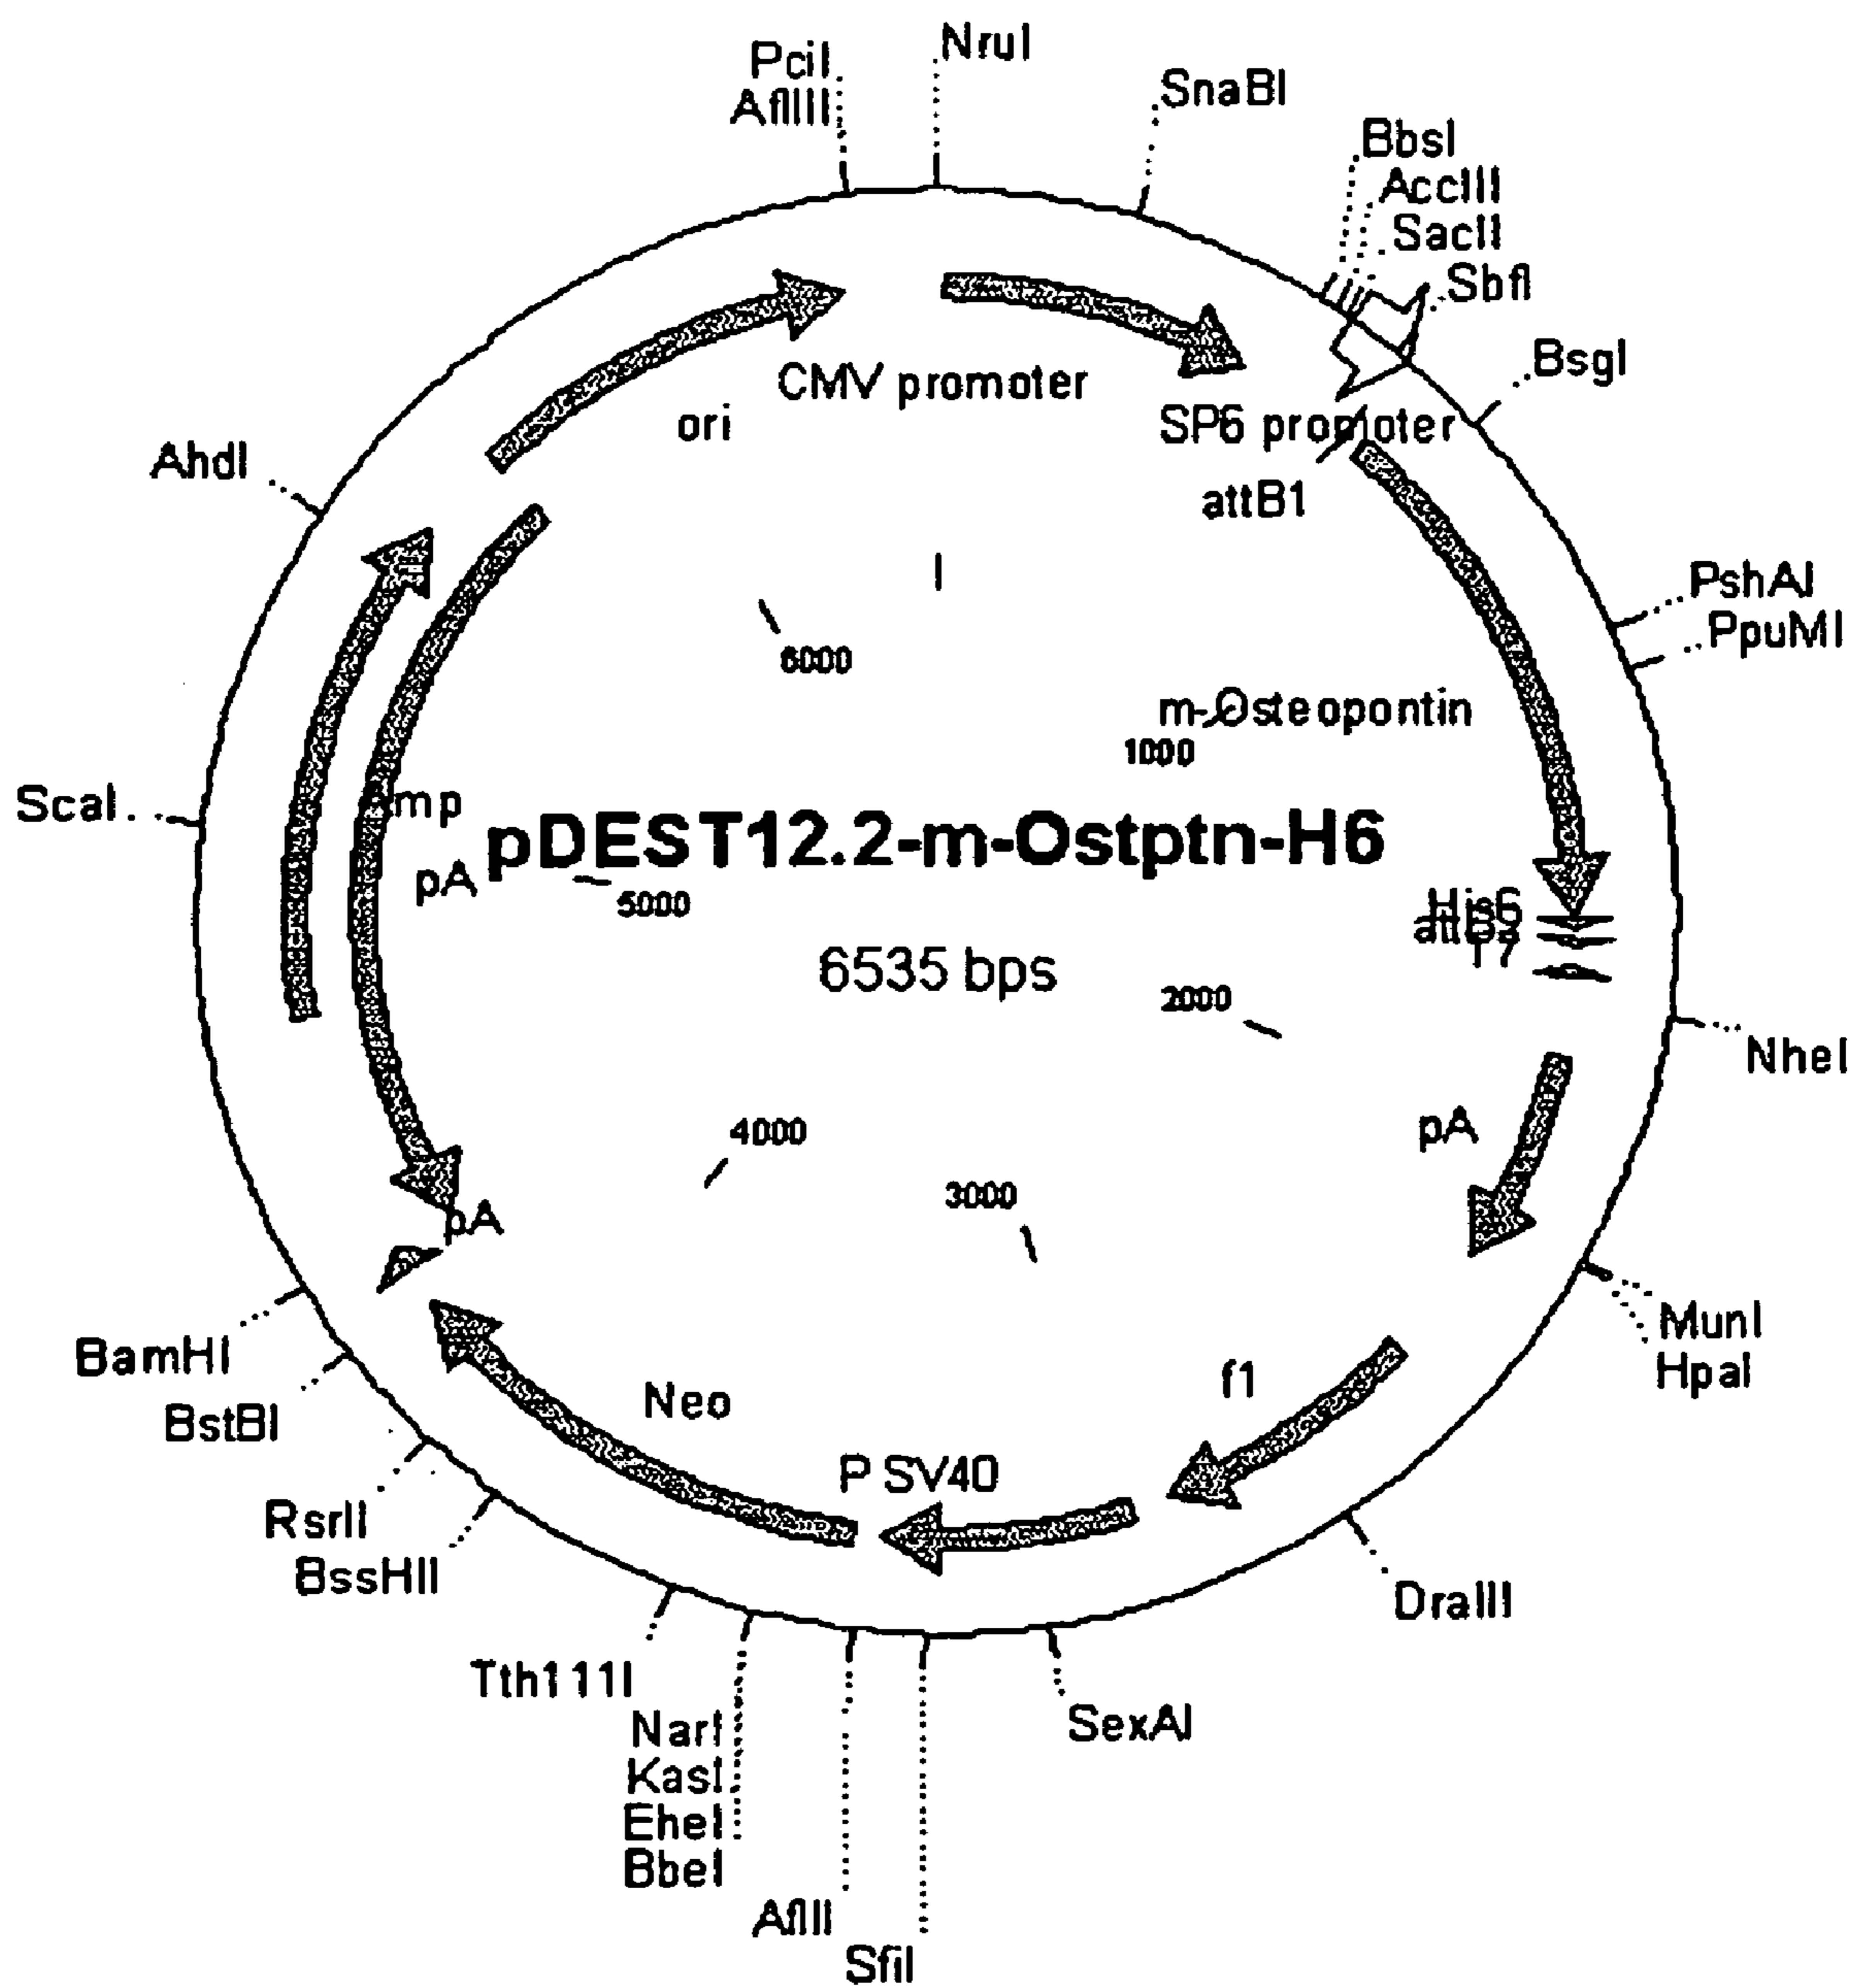 NruI
PciI
AflIII
SnaBI
BbsI
AccIII
SacII
SbfI
BsgI
CMV promoter
ori
SP6 promoter
attB1
AhdI
PshAI
PpuMI
6000
m-Osteopontin
1000
ScaI
Amp
pDEST12.2-m-Ostptn-H6
pA
5000
His6
T7
6535 bps
2000
NheI
pA
4000
3000
pA
MunI
HpaI
BamHI
BstBI
f1
Neo
P SV40
RsrII
BssHII
DraIII
Tth111I
SexAI
NarI
KasI
EheI
BbeI
AflII
SfiI